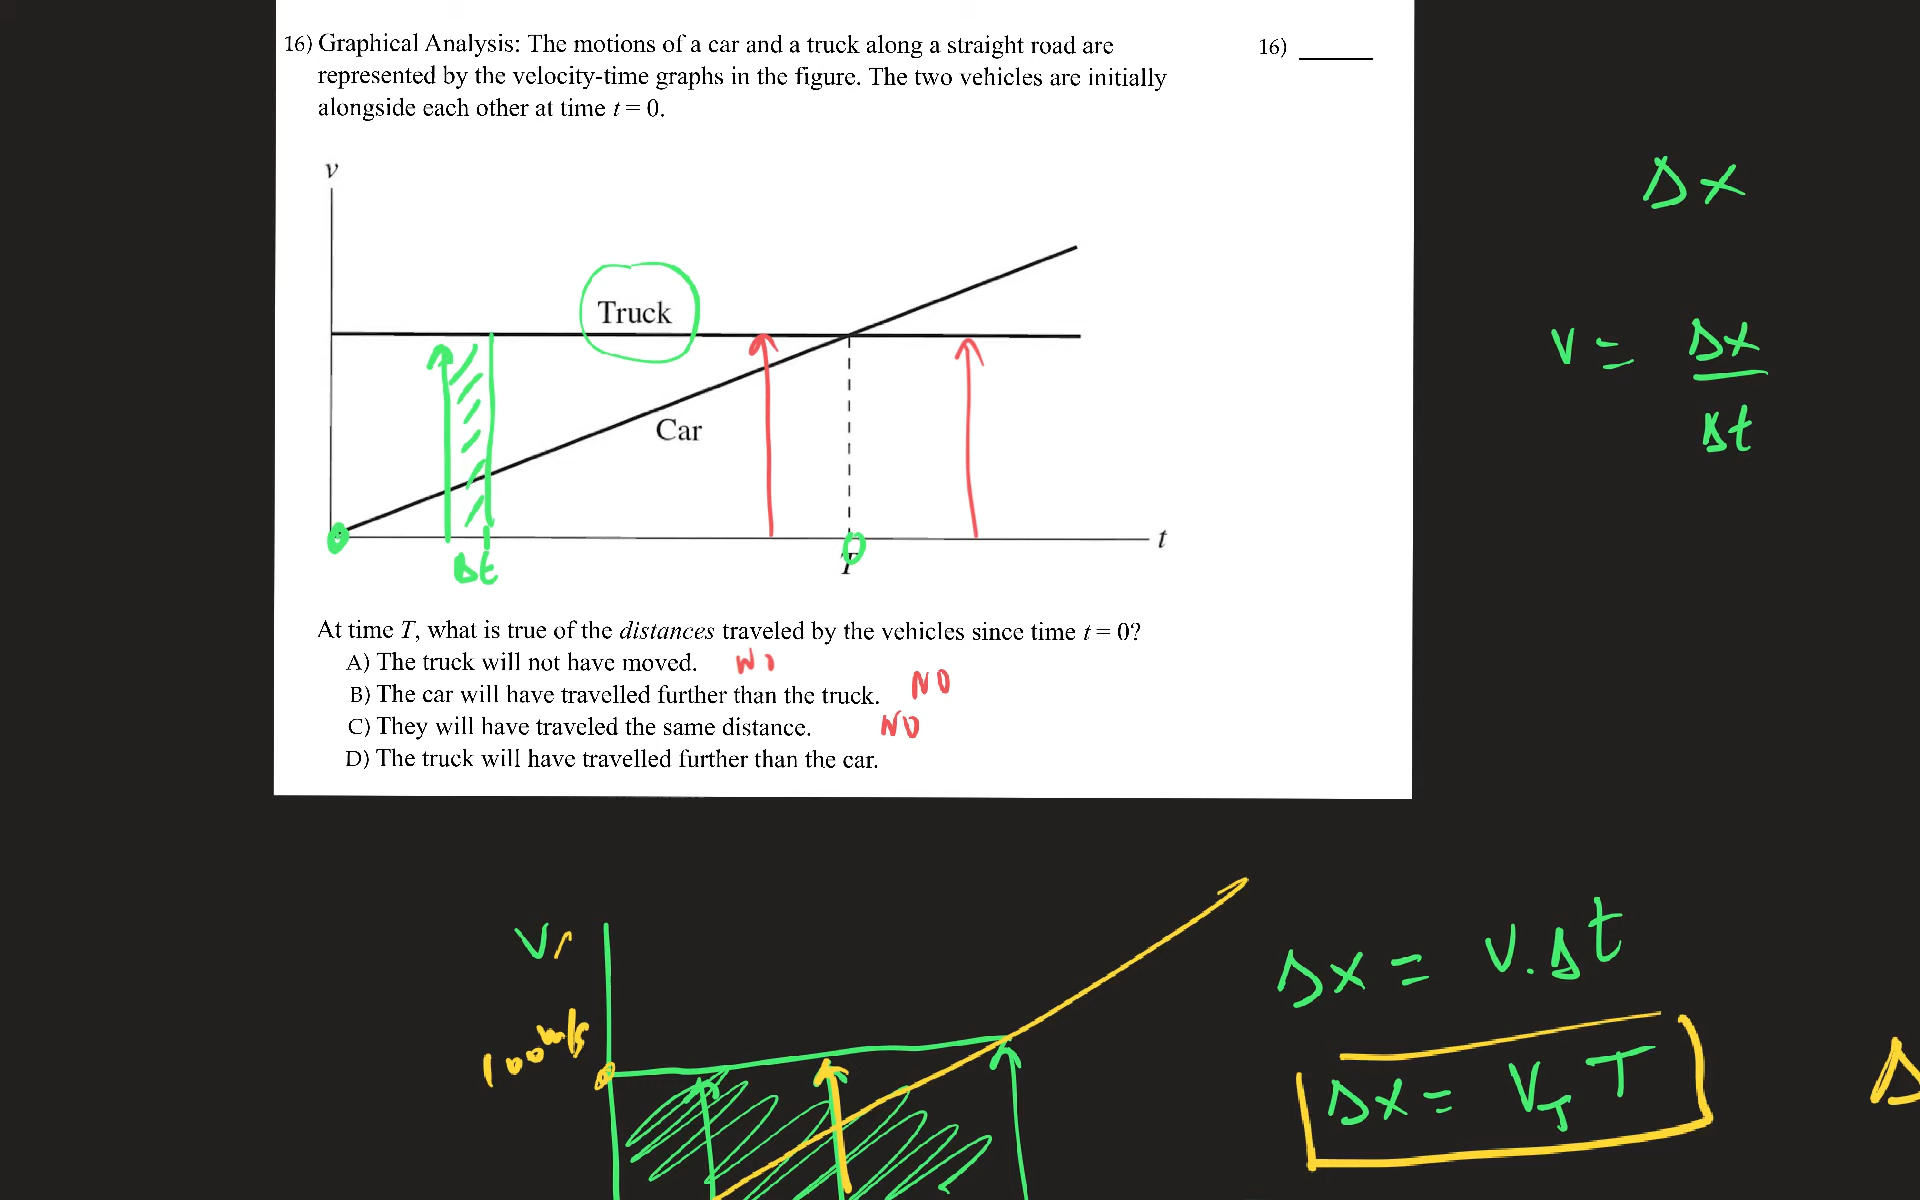 16) Graphical Analysis: The motions of a car and a truck along a straight road are
represented by the velocity-time graphs in the figure. The two vehicles are initially
alongside each other at time t = 0.
16) ______
v
Truck
Car
t
T
Δt
Δx
v = Δx
Δt
At time T, what is true of the distances traveled by the vehicles since time t = 0?
A) The truck will not have moved.
B) The car will have travelled further than the truck. NO
C) They will have traveled the same distance. NO
D) The truck will have travelled further than the car.
100 m/s
Δx = V.Δt
Δx = V_T T
Δ